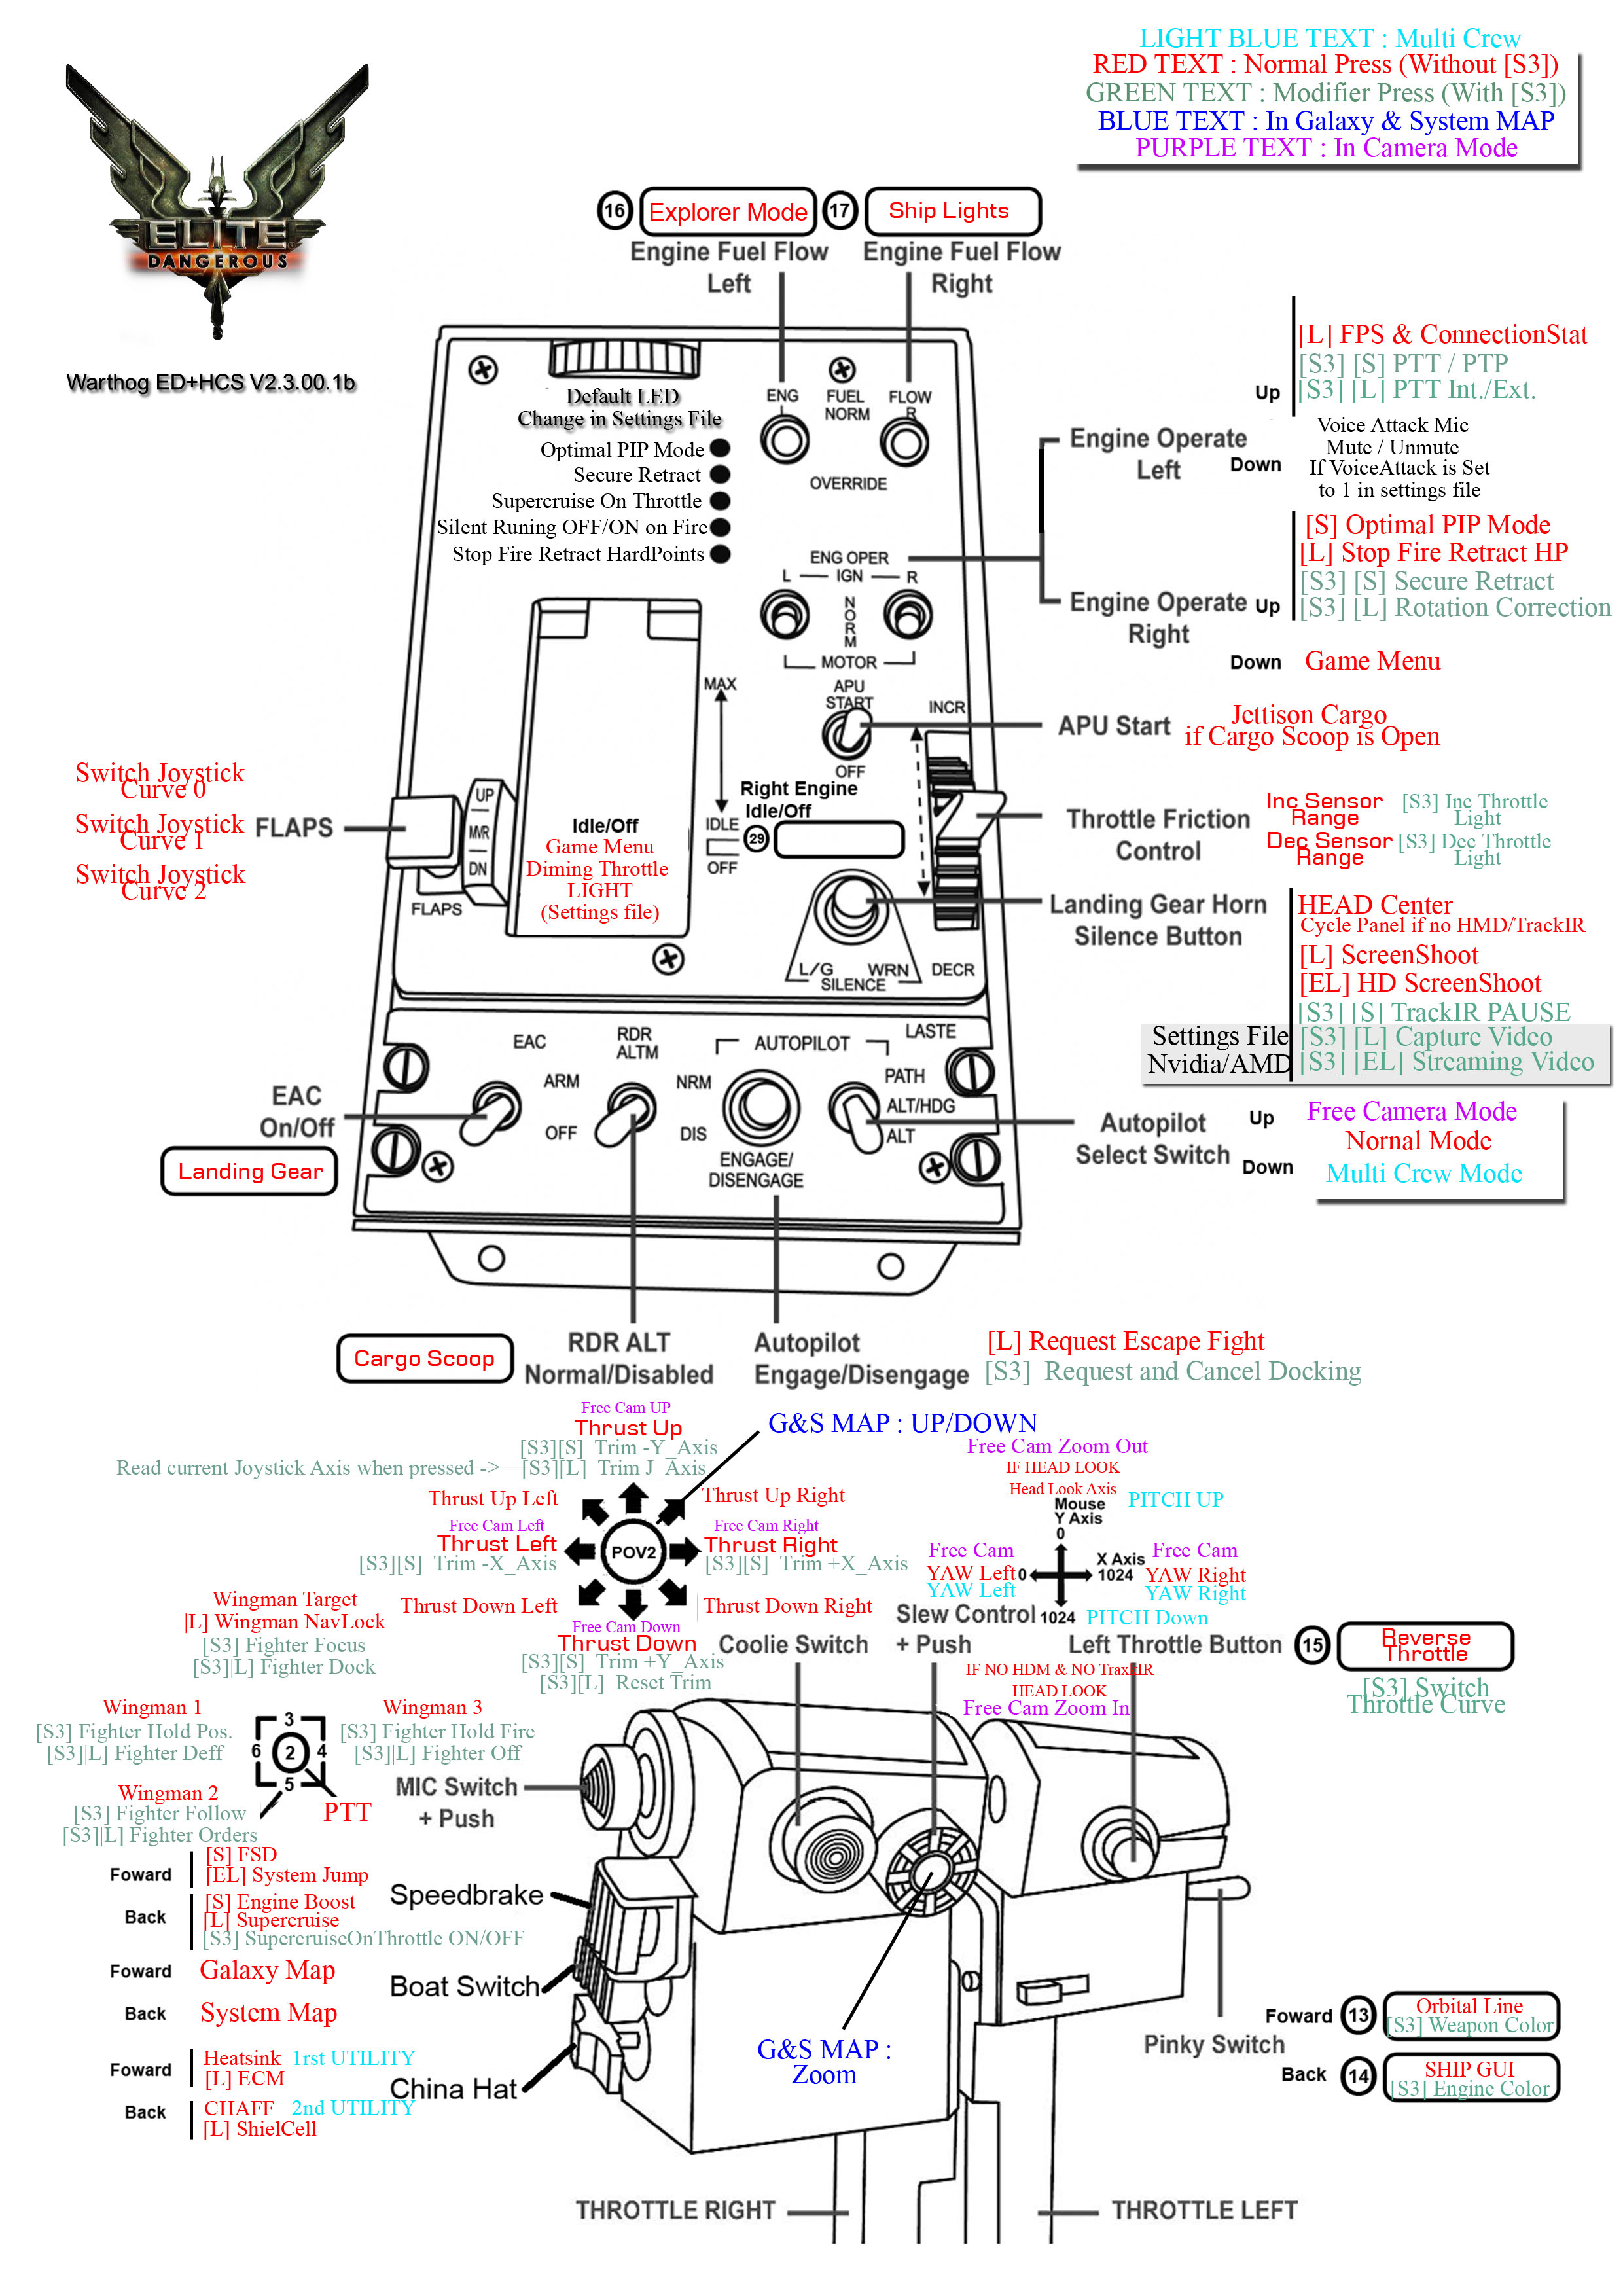 LIGHT BLUE TEXT : Multi Crew
RED TEXT : Normal Press (Without [S3])
GREEN TEXT : Modifier Press (With [S3])
BLUE TEXT : In Galaxy & System MAP
PURPLE TEXT : In Camera Mode
ELITE
DANGEROUS
Warthog ED+HCS V2.3.00.1b
16 Explorer Mode
17 Ship Lights
Engine Fuel Flow
Left
Engine Fuel Flow
Right
Default LED
Change in Settings File
Optimal PIP Mode
Secure Retract
Supercruise On Throttle
Silent Runing OFF/ON on Fire
Stop Fire Retract HardPoints
ENG
L
FUEL
NORM
FLOW
R
OVERRIDE
ENG OPER
L IGN R
NORM
MOTOR
APU
START
OFF
INCR
MAX
IDLE
OFF
Right Engine
Idle/Off
29
Idle/Off
Game Menu
Diming Throttle
LIGHT
(Settings file)
UP
MVR
DN
FLAPS
L/G WRN
SILENCE
DECR
Engine Operate
Left
Up
[L] FPS & ConnectionStat
[S3] [S] PTT / PTP
[S3] [L] PTT Int./Ext.
Down
Voice Attack Mic
Mute / Unmute
If VoiceAttack is Set
to 1 in settings file
Engine Operate
Right
Up
[S] Optimal PIP Mode
[L] Stop Fire Retract HP
[S3] [S] Secure Retract
[S3] [L] Rotation Correction
Down
Game Menu
APU Start
Jettison Cargo
if Cargo Scoop is Open
Switch Joystick
Curve 0
Switch Joystick
Curve 1
Switch Joystick
Curve 2
FLAPS
Throttle Friction
Control
Inc Sensor
Range
[S3] Inc Throttle
Light
Dec Sensor
Range
[S3] Dec Throttle
Light
Landing Gear Horn
Silence Button
HEAD Center
Cycle Panel if no HMD/TrackIR
[L] ScreenShoot
[EL] HD ScreenShoot
[S3] [S] TrackIR PAUSE
Settings File
Nvidia/AMD
[S3] [L] Capture Video
[S3] [EL] Streaming Video
EAC
ARM
OFF
RDR
ALTM
NRM
DIS
AUTOPILOT
ENGAGE/
DISENGAGE
LASTE
PATH
ALT/HDG
ALT
EAC
On/Off
Landing Gear
Autopilot
Select Switch
Up
Down
Free Camera Mode
Nornal Mode
Multi Crew Mode
Cargo Scoop
RDR ALT
Normal/Disabled
Autopilot
Engage/Disengage
[L] Request Escape Fight
[S3] Request and Cancel Docking
Free Cam UP
Thrust Up
[S3][S] Trim -Y_Axis
Read current Joystick Axis when pressed -> [S3][L] Trim J_Axis
G&S MAP : UP/DOWN
Thrust Up Left
Thrust Up Right
Free Cam Left
Thrust Left
[S3][S] Trim -X_Axis
POV2
Free Cam Right
Thrust Right
[S3][S] Trim +X_Axis
Thrust Down Left
Thrust Down Right
Free Cam Down
Thrust Down
[S3][S] Trim +Y_Axis
[S3][L] Reset Trim
Coolie Switch
Free Cam Zoom Out
IF HEAD LOOK
Head Look Axis
Mouse
Y Axis
0
PITCH UP
Free Cam
YAW Left
YAW Left
0
X Axis
1024
Free Cam
YAW Right
YAW Right
1024
PITCH Down
Slew Control
+ Push
IF NO HDM & NO TraxIIR
HEAD LOOK
Free Cam Zoom In
Left Throttle Button
15 Reverse
Throttle
[S3] Switch
Throttle Curve
Wingman Target
|L] Wingman NavLock
[S3] Fighter Focus
[S3]|L] Fighter Dock
Wingman 1
[S3] Fighter Hold Pos.
[S3]|L] Fighter Deff
3
6 2 4
5
Wingman 3
[S3] Fighter Hold Fire
[S3]|L] Fighter Off
Wingman 2
[S3] Fighter Follow
[S3]|L] Fighter Orders
PTT
MIC Switch
+ Push
Foward
[S] FSD
[EL] System Jump
Back
[S] Engine Boost
[L] Supercruise
[S3] SupercruiseOnThrottle ON/OFF
Speedbrake
Foward
Galaxy Map
Back
System Map
Boat Switch
Foward
Heatsink 1rst UTILITY
[L] ECM
Back
CHAFF 2nd UTILITY
[L] ShielCell
China Hat
G&S MAP :
Zoom
Pinky Switch
Foward 13 Orbital Line
[S3] Weapon Color
Back 14 SHIP GUI
[S3] Engine Color
THROTTLE RIGHT
THROTTLE LEFT